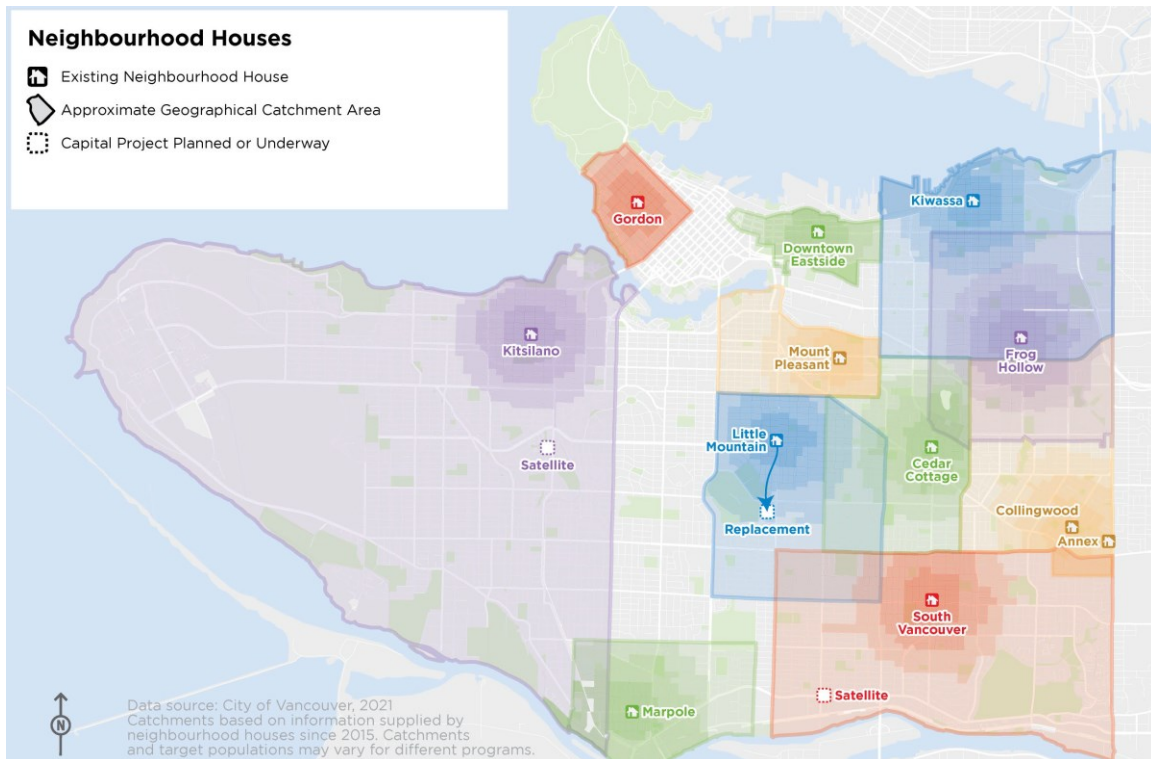 Neighbourhood Houses
Existing Neighbourhood House
Approximate Geographical Catchment Area
Capital Project Planned or Underway
Gordon
Kiwassa
Downtown
Eastside
Kitsilano
Mount
Pleasant
Frog
Hollow
Little
Mountain
Satellite
Cedar
Cottage
Replacement
Collingwood
Annex
South
Vancouver
Satellite
Marpole
N
Data source: City of Vancouver, 2021
Catchments based on information supplied by
neighbourhood houses since 2015. Catchments
and target populations may vary for different programs.